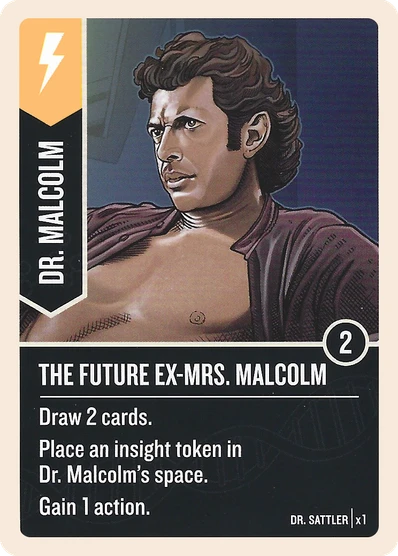 DR. MALCOLM
2
THE FUTURE EX-MRS. MALCOLM
Draw 2 cards.
Place an insight token in
Dr. Malcolm's space.
Gain 1 action.
DR. SATTLER | x1